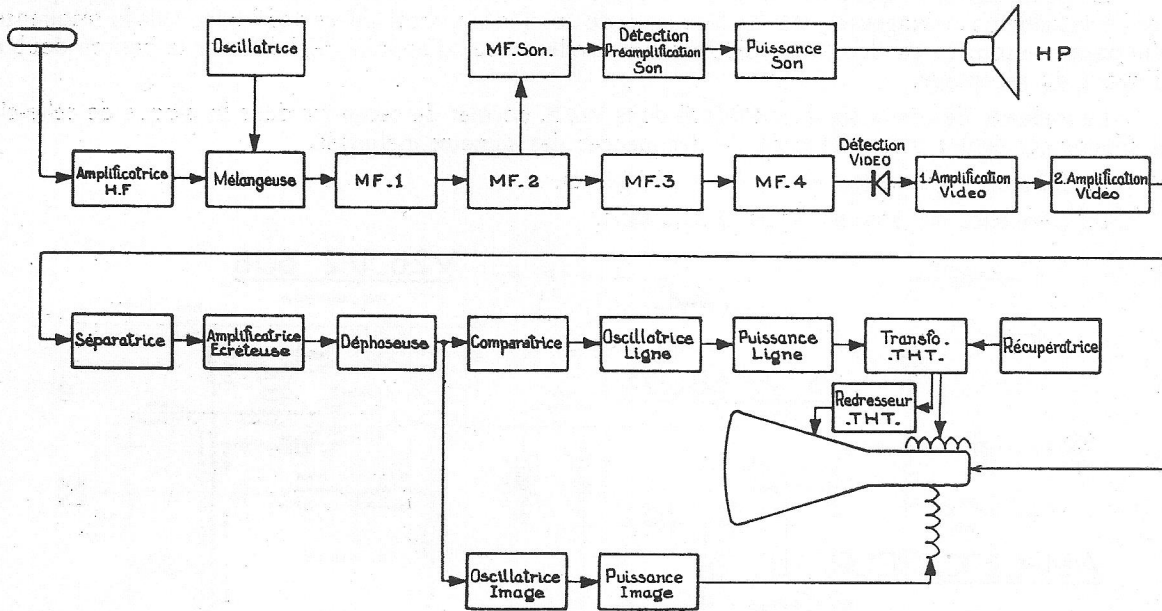 Oscillatrice
MF.Son.
Détection
Préamplification
Son
Puissance
Son
HP
Amplificatrice
H.F
Mélangeuse
MF.1
MF.2
MF.3
MF.4
Détection
VIDEO
1.Amplification
Video
2.Amplification
Video
Séparatrice
Amplificatrice
Ecrêteuse
Déphaseuse
Comparatrice
Oscillatrice
Ligne
Puissance
Ligne
Transfo.
.THT.
Récupératrice
Redresseur
.THT.
Oscillatrice
Image
Puissance
Image